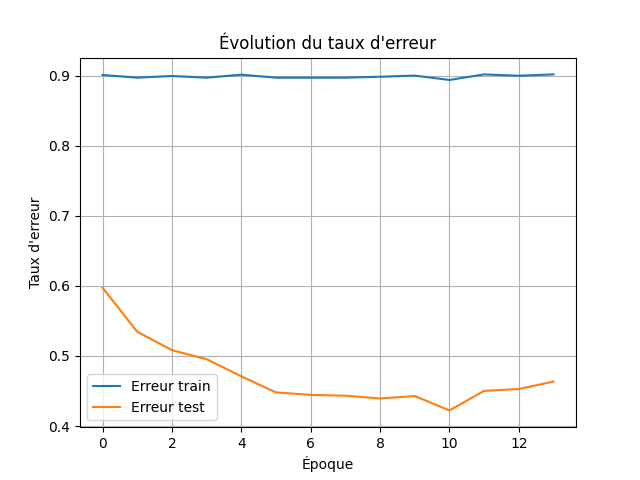 Évolution du taux d'erreur
Taux d'erreur
0.9
0.8
0.7
0.6
0.5
0.4
Erreur train
Erreur test
0 2 4 6 8 10 12
Époque